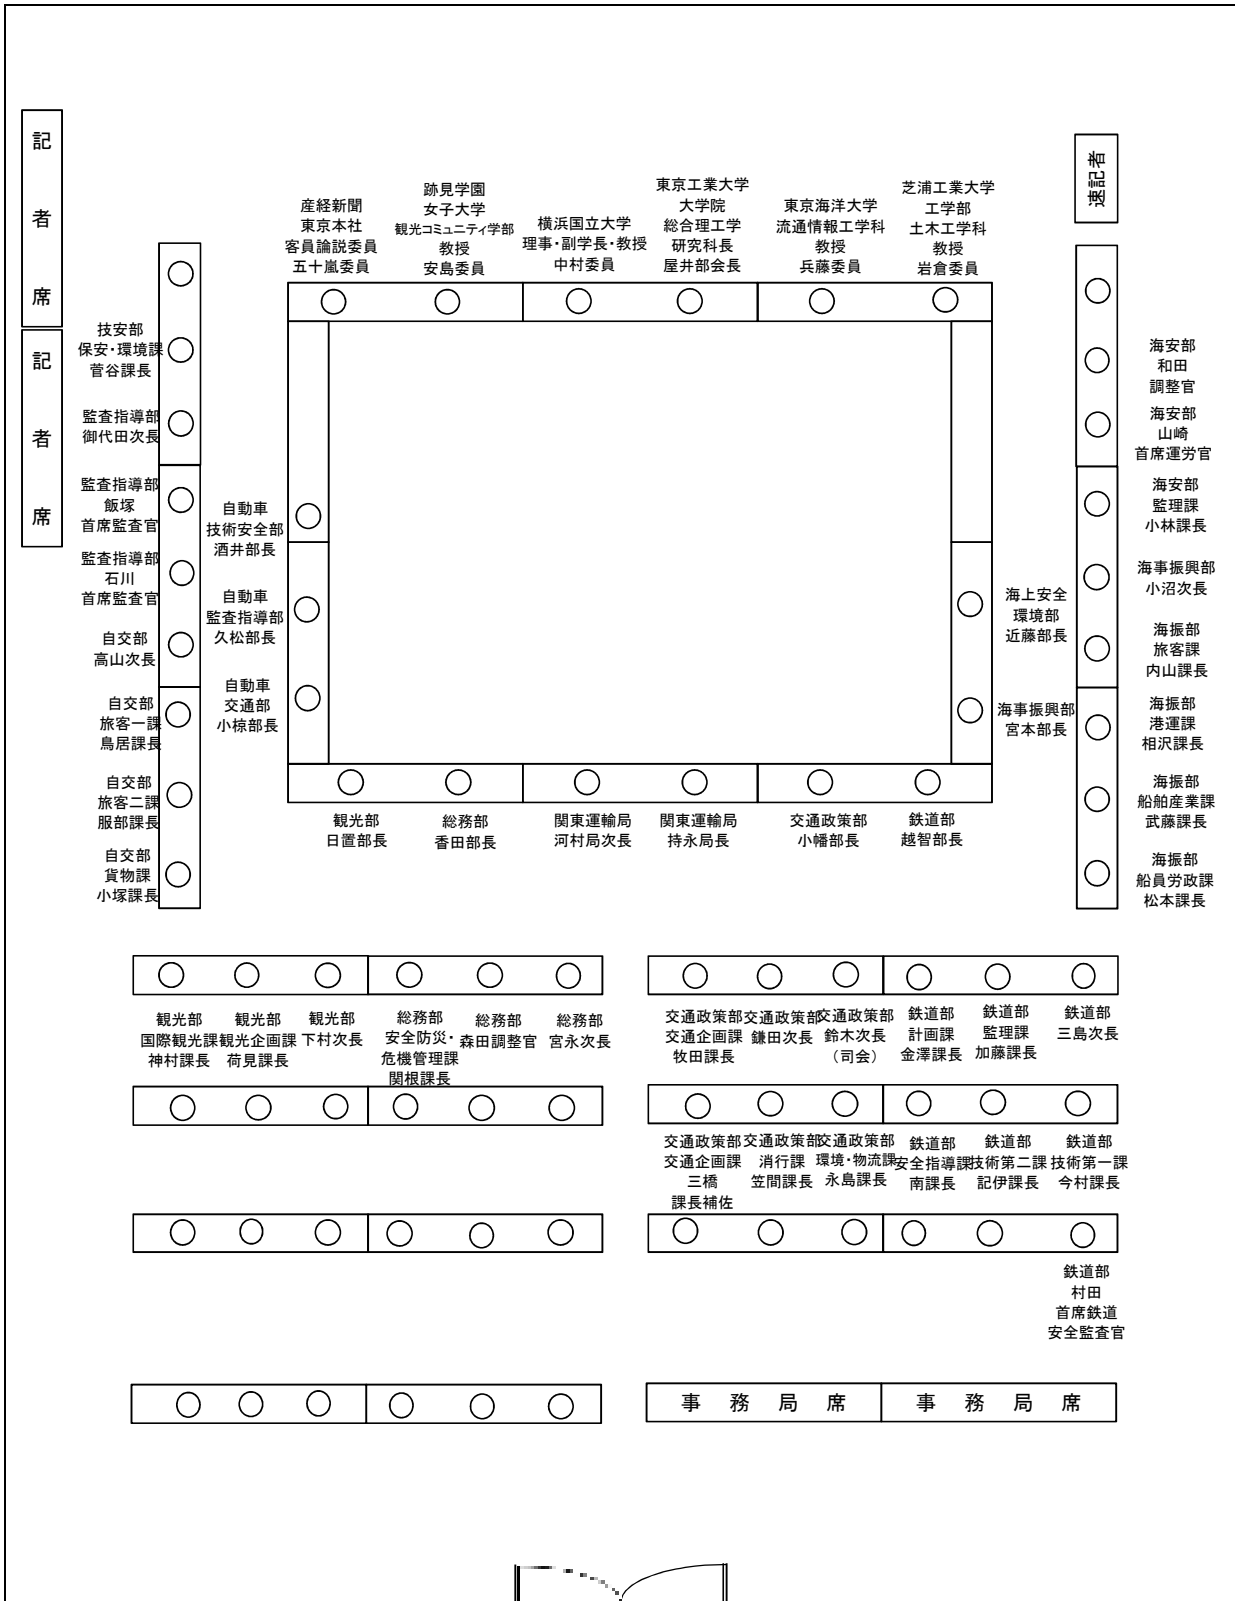 記者席
記者席
速記者
産経新聞
東京本社
客員論説委員
五十嵐委員
跡見学園
女子大学
観光コミュニティ学部
教授
安島委員
横浜国立大学
理事・副学長・教授
中村委員
東京工業大学
大学院
総合理工学
研究科長
屋井部会長
東京海洋大学
流通情報工学科
教授
兵藤委員
芝浦工業大学
工学部
土木工学科
教授
岩倉委員
技安部
保安・環境課
菅谷課長
監査指導部
御代田次長
監査指導部
飯塚
首席監査官
監査指導部
石川
首席監査官
自交部
高山次長
自交部
旅客一課
鳥居課長
自交部
旅客二課
服部課長
自交部
貨物課
小塚課長
自動車
技術安全部
酒井部長
自動車
監査指導部
久松部長
自動車
交通部
小椋部長
海上安全
環境部
近藤部長
海事振興部
宮本部長
海安部
和田
調整官
海安部
山崎
首席運労官
海安部
監理課
小林課長
海事振興部
小沼次長
海振部
旅客課
内山課長
海振部
港運課
相沢課長
海振部
船舶産業課
武藤課長
海振部
船員労政課
松本課長
観光部
日置部長
総務部
香田部長
関東運輸局
河村局次長
関東運輸局
持永局長
交通政策部
小幡部長
鉄道部
越智部長
観光部
国際観光課
神村課長
観光部
観光企画課
荷見課長
観光部
下村次長
総務部
安全防災・
危機管理課
関根課長
総務部
森田調整官
総務部
宮永次長
交通政策部
交通企画課
牧田課長
交通政策部
鎌田次長
交通政策部
鈴木次長
(司会)
鉄道部
計画課
金澤課長
鉄道部
監理課
加藤課長
鉄道部
三島次長
交通政策部
交通企画課
三橋
課長補佐
交通政策部
消行課
笠間課長
交通政策部
環境・物流課
永島課長
鉄道部
安全指導課
南課長
鉄道部
技術第二課
記伊課長
鉄道部
技術第一課
今村課長
鉄道部
村田
首席鉄道
安全監査官
事務局席
事務局席